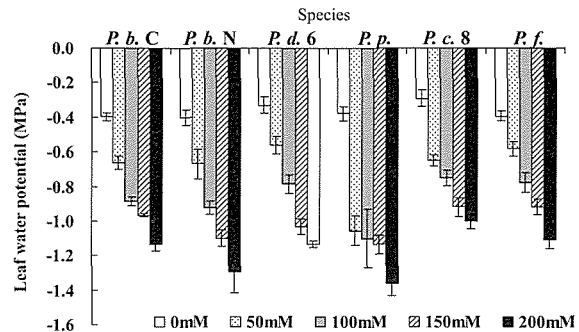 Species
P. b. C P. b. N P. d. 6 P. p. P. c. 8 P. f.
0.0
-0.2
-0.4
-0.6
-0.8
-1.0
-1.2
-1.4
-1.6
Leaf water potential (MPa)
0mM 50mM 100mM 150mM 200mM